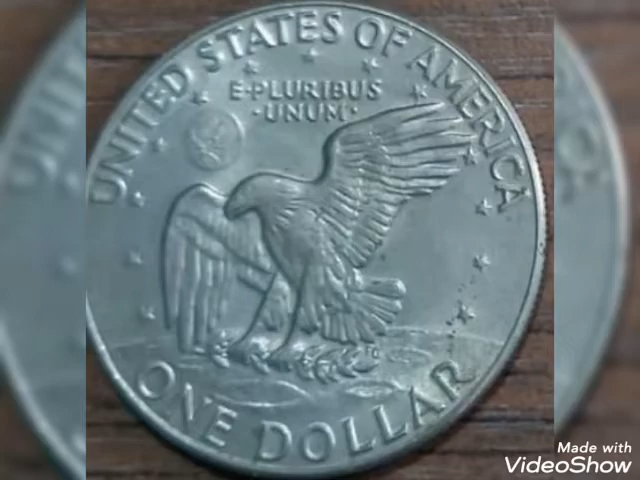 UNITED STATES OF AMERICA
E·PLURIBUS
·UNUM·
ONE DOLLAR
Made with
VideoShow